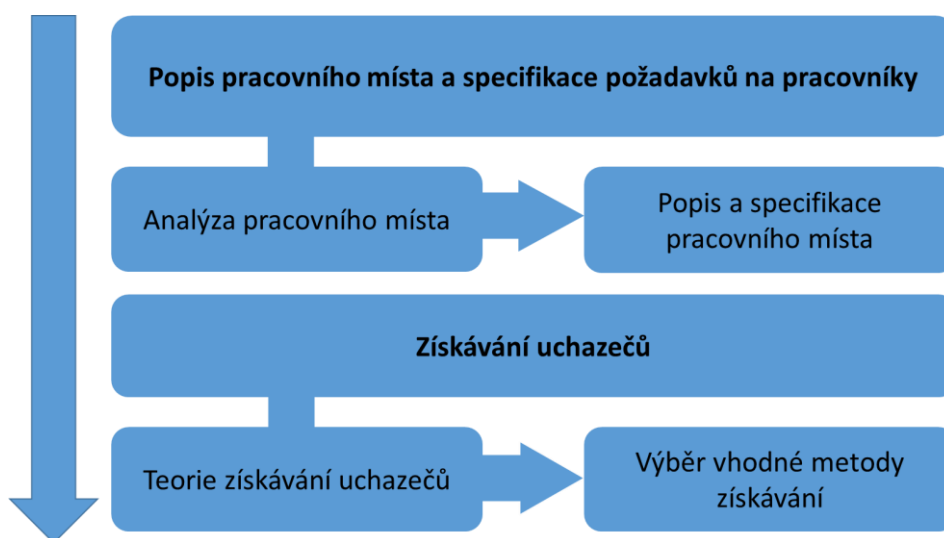 Popis pracovního místa a specifikace požadavků na pracovníky
Analýza pracovního místa
Popis a specifikace
pracovního místa
Získávání uchazečů
Teorie získávání uchazečů
Výběr vhodné metody
získávání